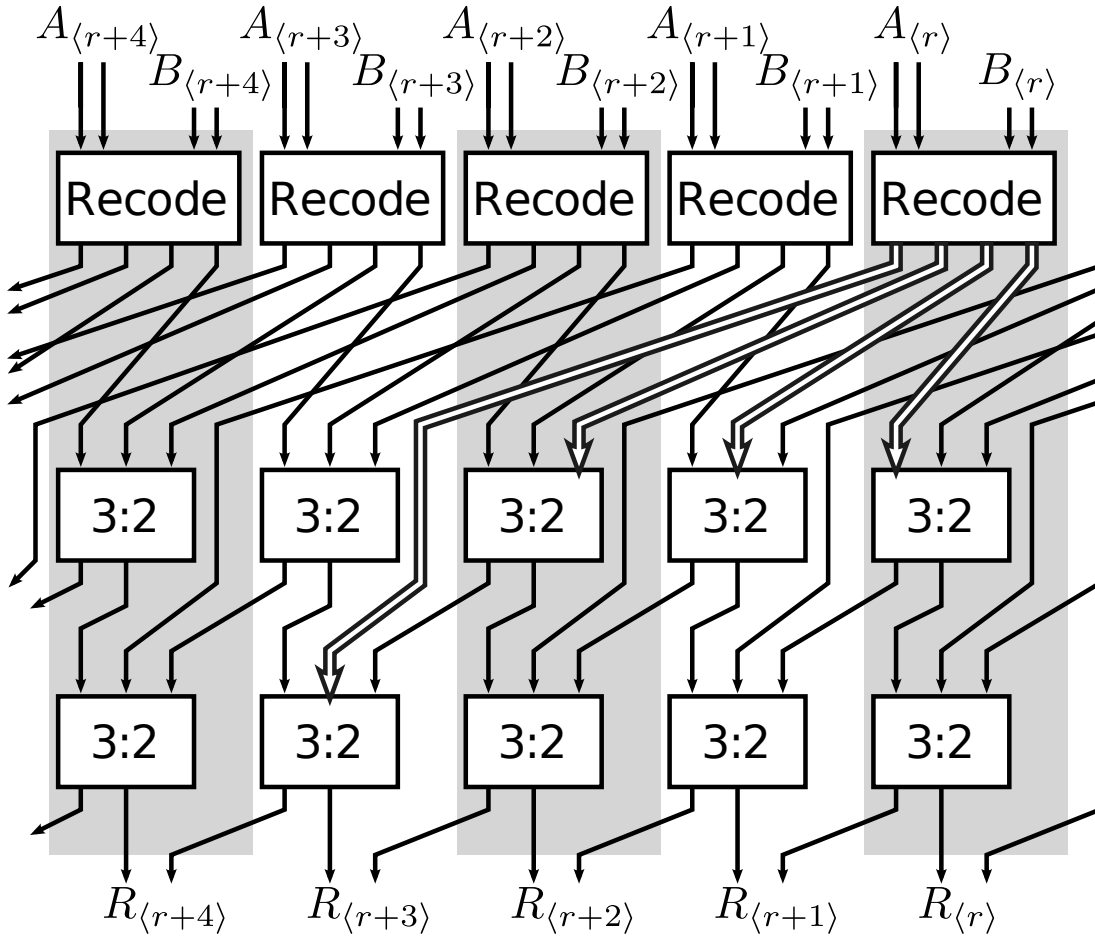 A⟨r+4⟩ A⟨r+3⟩ A⟨r+2⟩ A⟨r+1⟩ A⟨r⟩
B⟨r+4⟩ B⟨r+3⟩ B⟨r+2⟩ B⟨r+1⟩ B⟨r⟩
Recode Recode Recode Recode Recode
3:2 3:2 3:2 3:2 3:2
3:2 3:2 3:2 3:2 3:2
R⟨r+4⟩ R⟨r+3⟩ R⟨r+2⟩ R⟨r+1⟩ R⟨r⟩